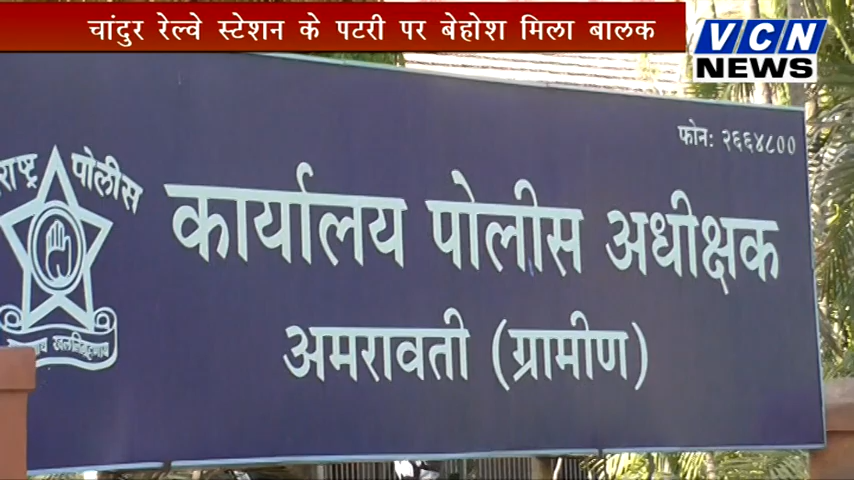 चांदुर रेल्वे स्टेशन के पटरी पर बेहोश मिला बालक
VCN
NEWS
फोन: २६६४८००
पोलीस
कार्यालय पोलीस अधीक्षक
अमरावती (ग्रामीण)